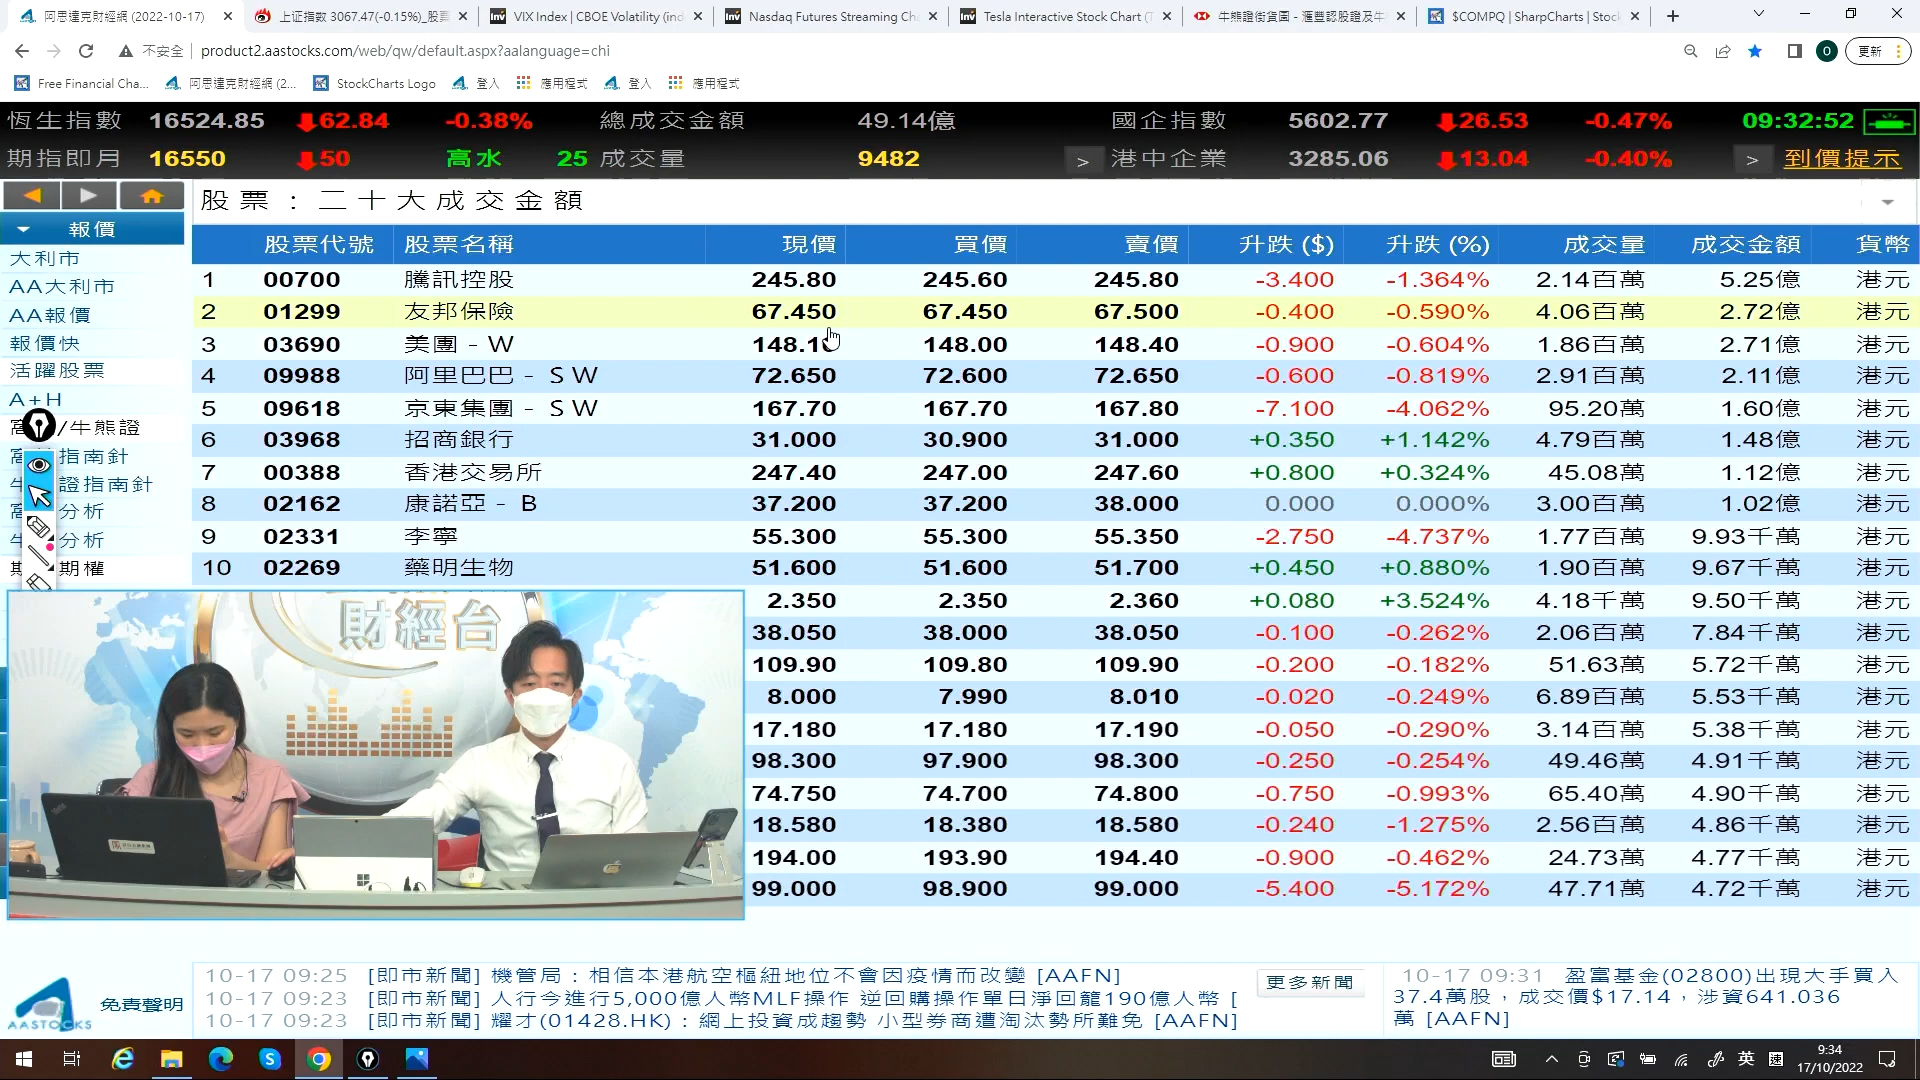 阿思達克財經網 (2022-10-17)
上证指数 3067.47(-0.15%)_股票
VIX Index | CBOE Volatility (ind
Nasdaq Futures Streaming Ch
Tesla Interactive Stock Chart (T
牛熊證街貨圖 - 滙豐認股證及牛
$COMPQ | SharpCharts | Stock
不安全 product2.aastocks.com/web/qw/default.aspx?aalanguage=chi
O 更新
Free Financial Cha... 阿思達克財經網 (2... StockCharts Logo 登入 應用程式 登入 應用程式
恆生指數 16524.85 62.84 -0.38% 總成交金額 49.14億 國企指數 5602.77 26.53 -0.47% 09:32:52
期指即月 16550 50 高水 25 成交量 9482 > 港中企業 3285.06 13.04 -0.40% > 到價提示
股票：二十大成交金額
報價
大利市
AA大利市
AA報價
報價快
活躍股票
A+H
/牛熊證
指南針
證指南針
分析
分析
期權
股票代號 股票名稱 現價 買價 賣價 升跌 ($) 升跌 (%) 成交量 成交金額 貨幣
1 00700 騰訊控股 245.80 245.60 245.80 -3.400 -1.364% 2.14百萬 5.25億 港元
2 01299 友邦保險 67.450 67.450 67.500 -0.400 -0.590% 4.06百萬 2.72億 港元
3 03690 美團－W 148.1 148.00 148.40 -0.900 -0.604% 1.86百萬 2.71億 港元
4 09988 阿里巴巴－ＳＷ 72.650 72.600 72.650 -0.600 -0.819% 2.91百萬 2.11億 港元
5 09618 京東集團－ＳＷ 167.70 167.70 167.80 -7.100 -4.062% 95.20萬 1.60億 港元
6 03968 招商銀行 31.000 30.900 31.000 +0.350 +1.142% 4.79百萬 1.48億 港元
7 00388 香港交易所 247.40 247.00 247.60 +0.800 +0.324% 45.08萬 1.12億 港元
8 02162 康諾亞－B 37.200 37.200 38.000 0.000 0.000% 3.00百萬 1.02億 港元
9 02331 李寧 55.300 55.300 55.350 -2.750 -4.737% 1.77百萬 9.93千萬 港元
10 02269 藥明生物 51.600 51.600 51.700 +0.450 +0.880% 1.90百萬 9.67千萬 港元
2.350 2.350 2.360 +0.080 +3.524% 4.18千萬 9.50千萬 港元
38.050 38.000 38.050 -0.100 -0.262% 2.06百萬 7.84千萬 港元
109.90 109.80 109.90 -0.200 -0.182% 51.63萬 5.72千萬 港元
8.000 7.990 8.010 -0.020 -0.249% 6.89百萬 5.53千萬 港元
17.180 17.180 17.190 -0.050 -0.290% 3.14百萬 5.38千萬 港元
98.300 97.900 98.300 -0.250 -0.254% 49.46萬 4.91千萬 港元
74.750 74.700 74.800 -0.750 -0.993% 65.40萬 4.90千萬 港元
18.580 18.380 18.580 -0.240 -1.275% 2.56百萬 4.86千萬 港元
194.00 193.90 194.40 -0.900 -0.462% 24.73萬 4.77千萬 港元
99.000 98.900 99.000 -5.400 -5.172% 47.71萬 4.72千萬 港元
財經台
AASTOCKS
免責聲明
10-17 09:25 [即市新聞] 機管局：相信本港航空樞紐地位不會因疫情而改變 [AAFN]
10-17 09:23 [即市新聞] 人行今進行5,000億人幣MLF操作 逆回購操作單日淨回籠190億人幣 [
10-17 09:23 [即市新聞] 耀才(01428.HK)：網上投資成趨勢 小型券商遭淘汰勢所難免 [AAFN]
更多新聞
10-17 09:31 盈富基金(02800)出現大手買入
37.4萬股，成交價$17.14，涉資641.036
萬 [AAFN]
英
9:34
17/10/2022